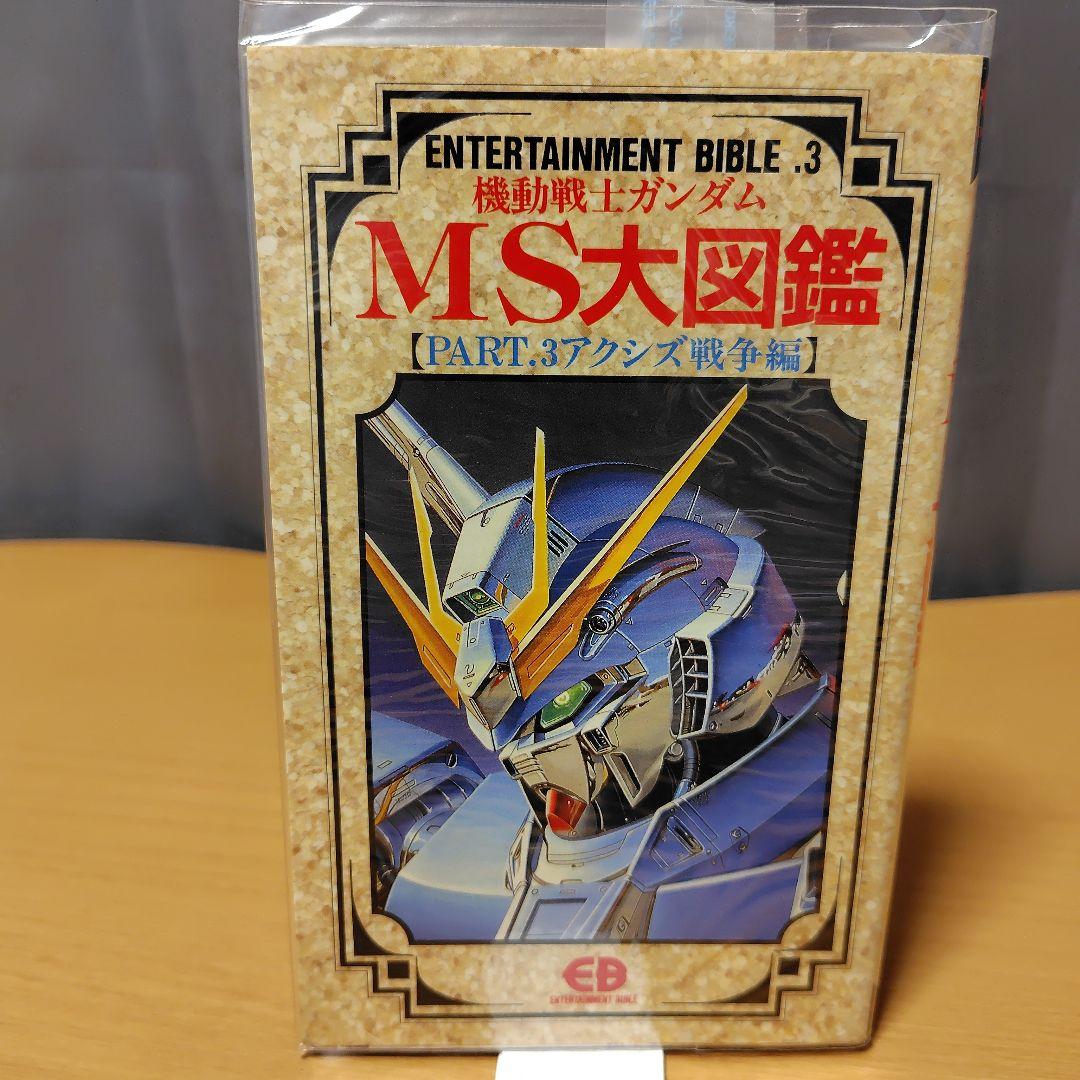 ENTERTAINMENT BIBLE .3
機動戦士ガンダム
MS大図鑑
【PART.3アクシズ戦争編】
EB
ENTERTAINMENT BIBLE